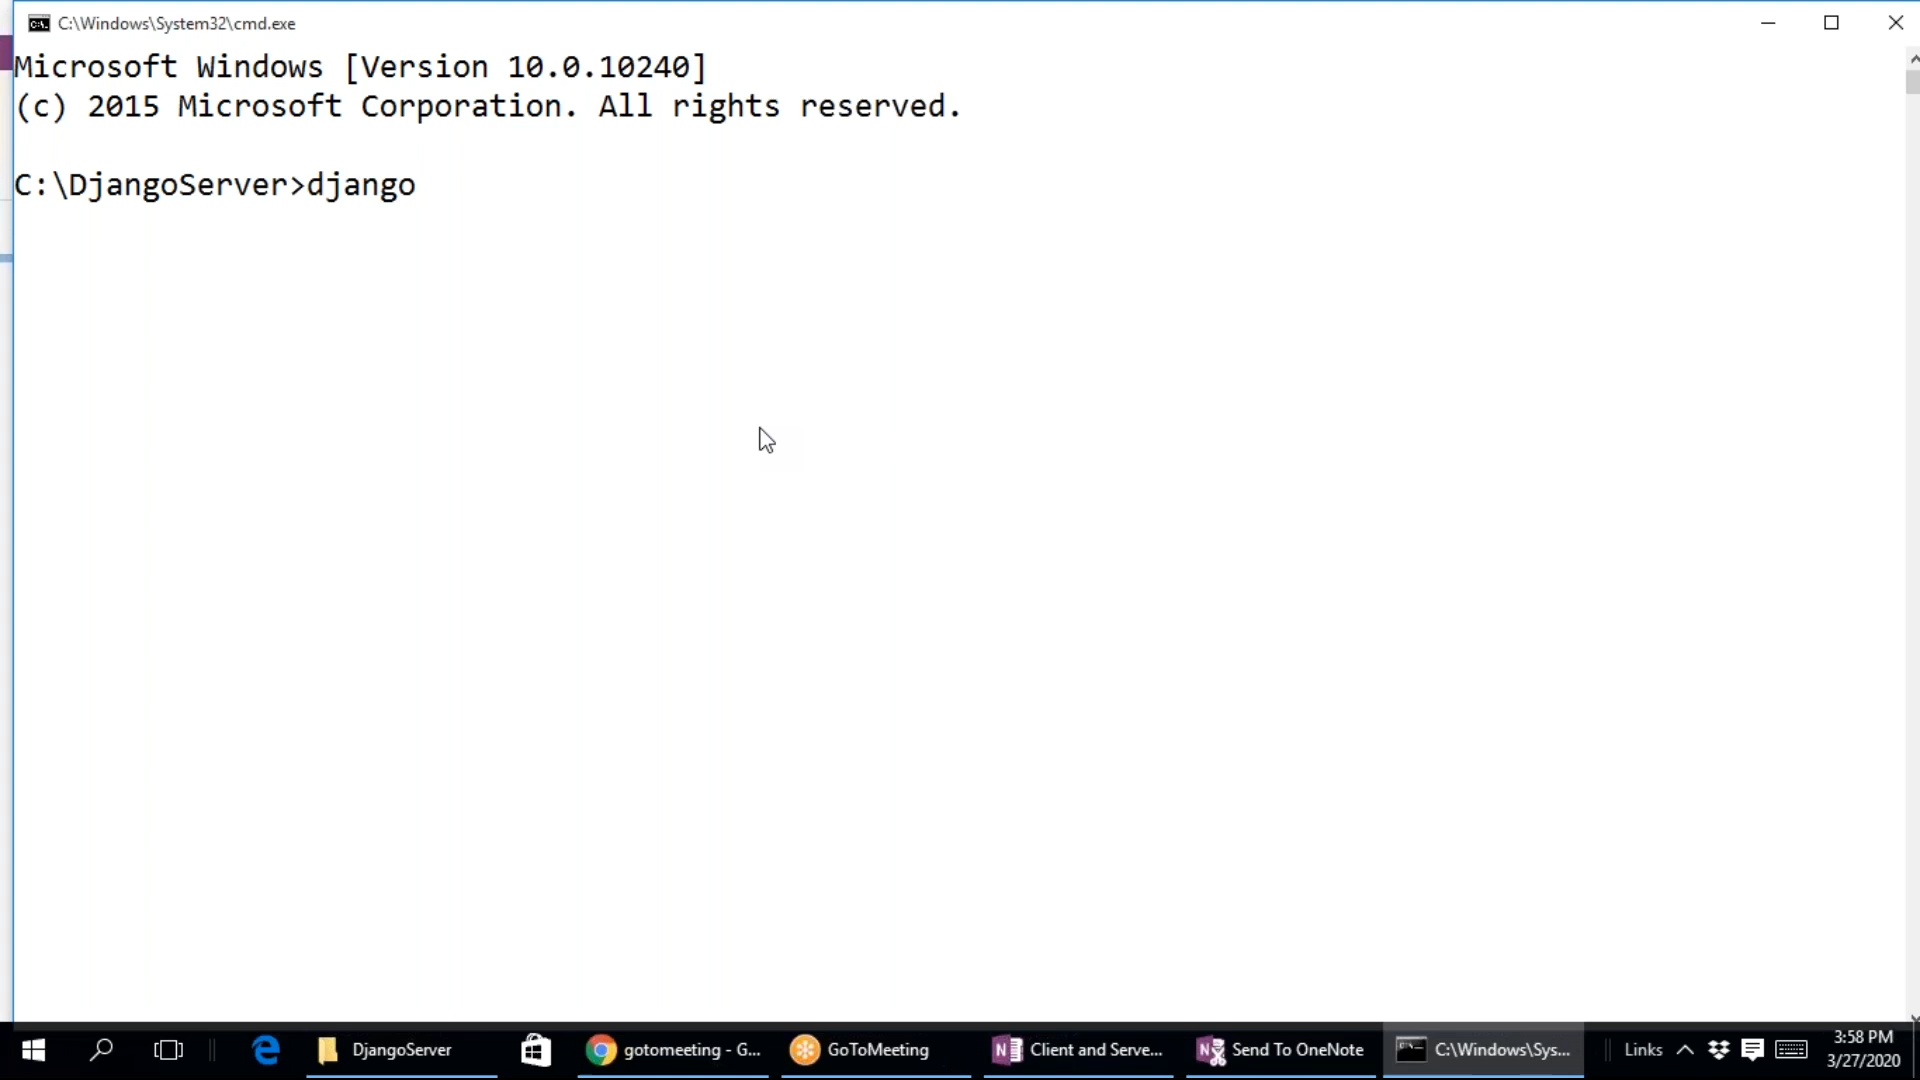 C:\Windows\System32\cmd.exe
Microsoft Windows [Version 10.0.10240]
(c) 2015 Microsoft Corporation. All rights reserved.
C:\DjangoServer>django
DjangoServer
gotomeeting - G...
GoToMeeting
Client and Serve...
Send To OneNote
C:\Windows\Sys...
Links
3:58 PM
3/27/2020